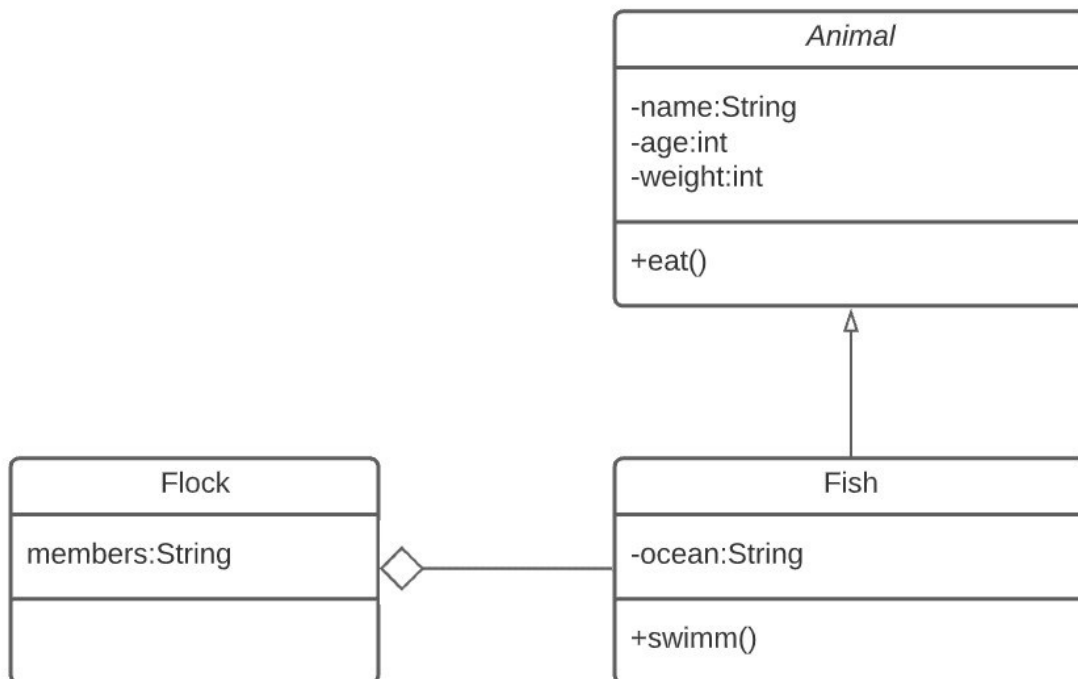 Animal
-name:String
-age:int
-weight:int
+eat()
Flock
members:String
Fish
-ocean:String
+swimm()